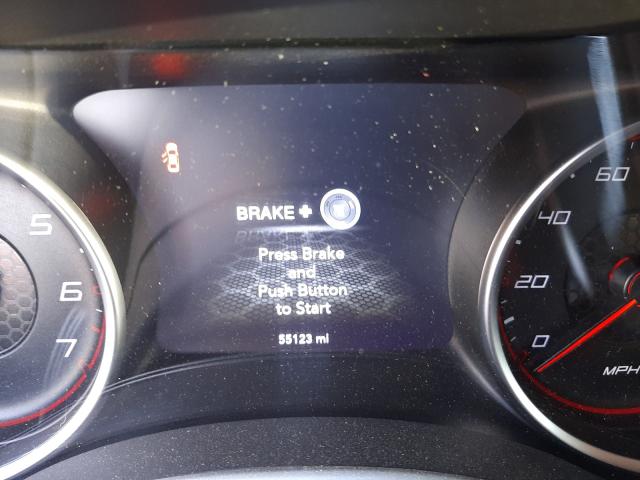 BRAKE +
Press Brake
and
Push Button
to Start
55123 mi
5
6
7
60
40
20
0
MPH